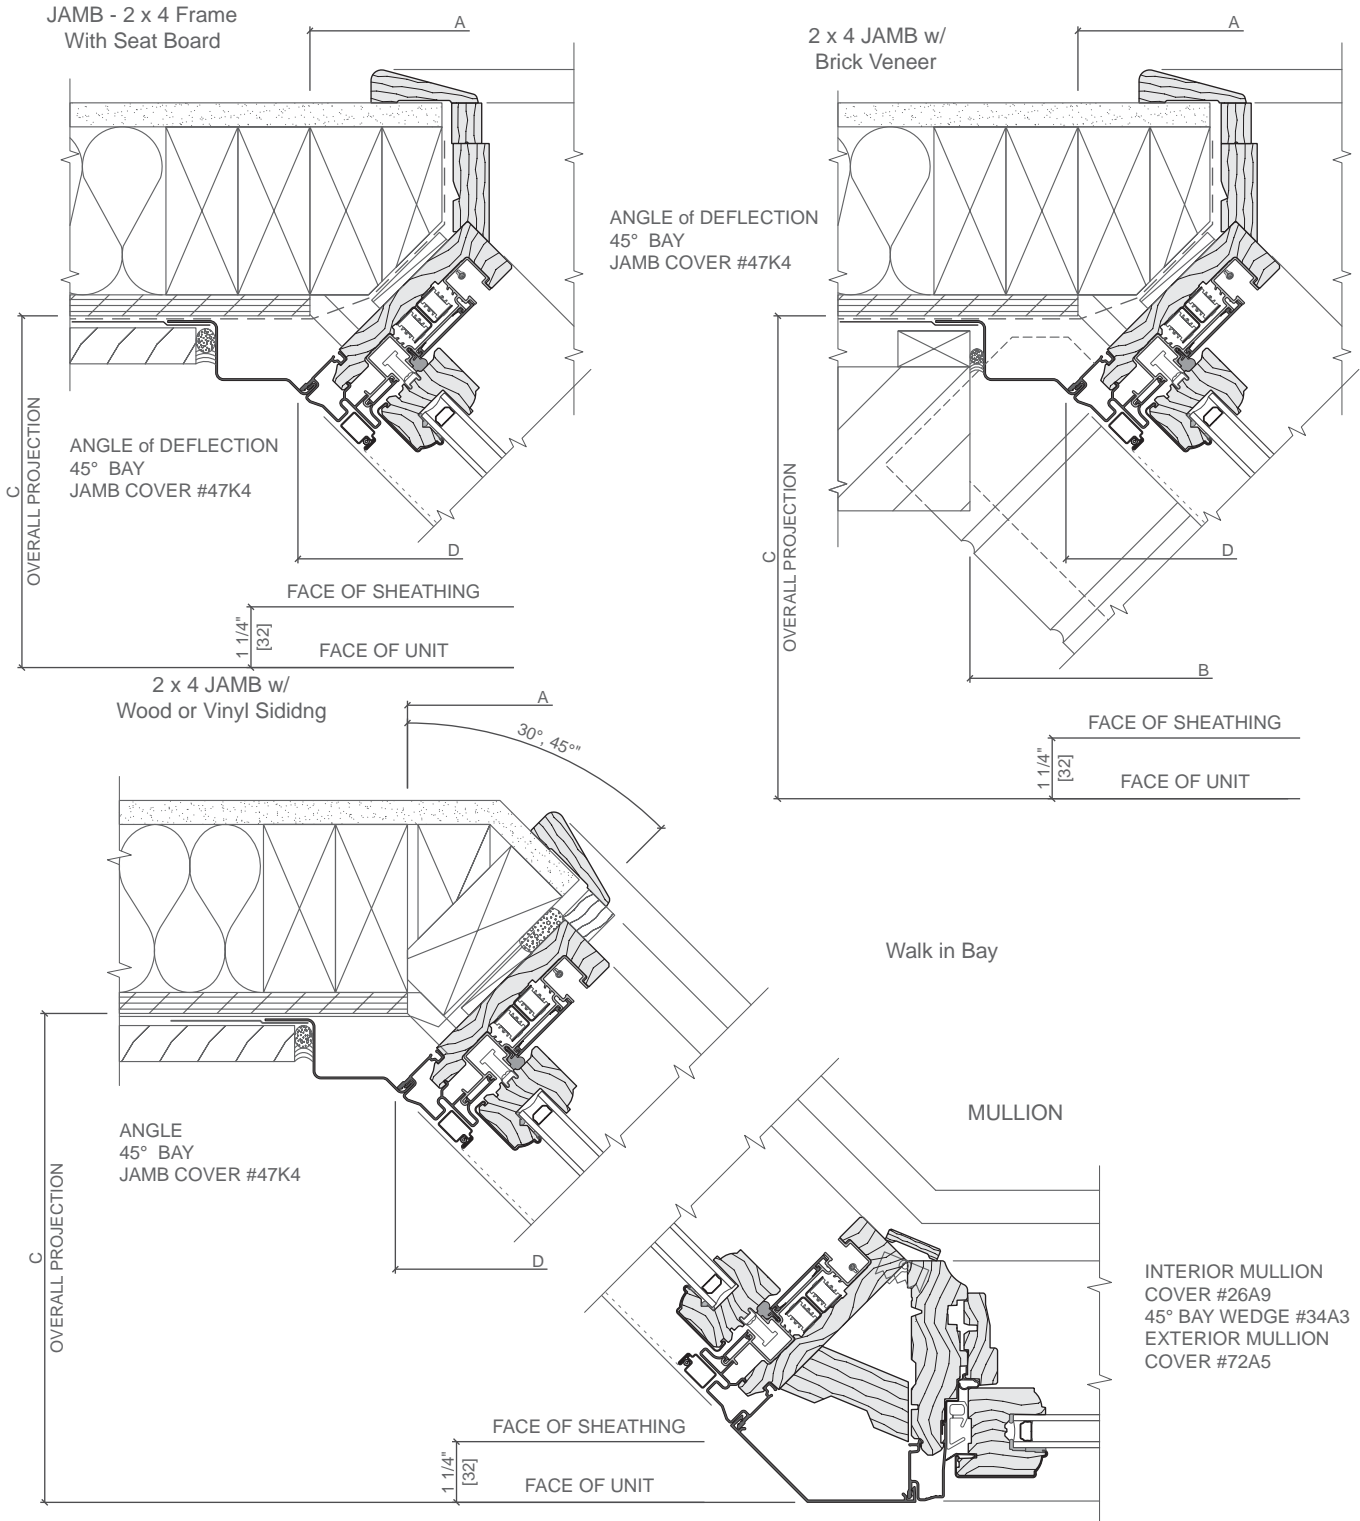 JAMB - 2 x 4 Frame
With Seat Board
A
ANGLE of DEFLECTION
45° BAY
JAMB COVER #47K4
C
OVERALL PROJECTION
D
FACE OF SHEATHING
1 1/4"
[32]
FACE OF UNIT
2 x 4 JAMB w/
Brick Veneer
A
ANGLE of DEFLECTION
45° BAY
JAMB COVER #47K4
C
OVERALL PROJECTION
D
B
FACE OF SHEATHING
1 1/4"
[32]
FACE OF UNIT
2 x 4 JAMB w/
Wood or Vinyl Sididng
A
30°, 45°"
ANGLE
45° BAY
JAMB COVER #47K4
C
OVERALL PROJECTION
D
FACE OF SHEATHING
1 1/4"
[32]
FACE OF UNIT
Walk in Bay
MULLION
INTERIOR MULLION
COVER #26A9
45° BAY WEDGE #34A3
EXTERIOR MULLION
COVER #72A5